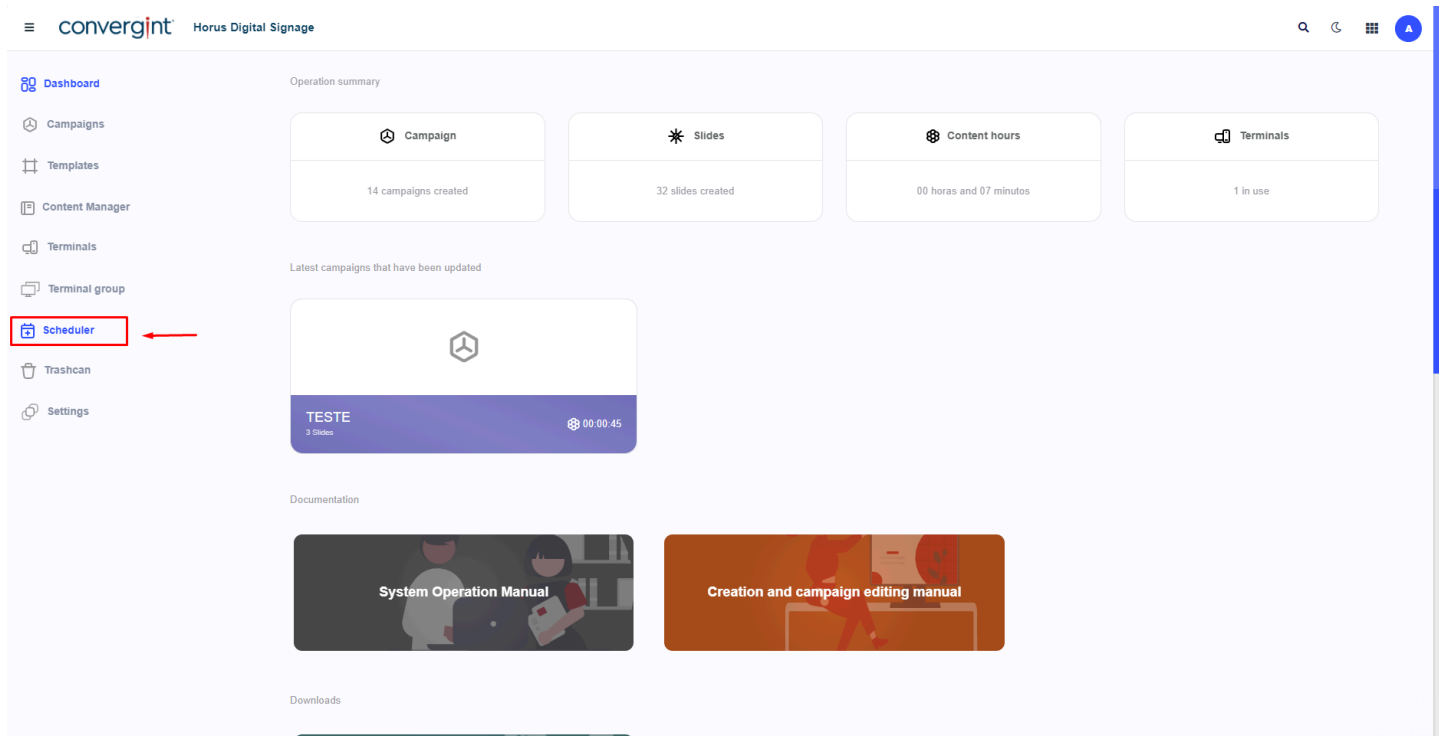 convergint Horus Digital Signage
A
Dashboard
Campaigns
Templates
Content Manager
Terminals
Terminal group
Scheduler
Trashcan
Settings
Operation summary
Campaign
14 campaigns created
Slides
32 slides created
Content hours
00 horas and 07 minutos
Terminals
1 in use
Latest campaigns that have been updated
TESTE
3 Slides
00:00:45
Documentation
System Operation Manual
Creation and campaign editing manual
Downloads